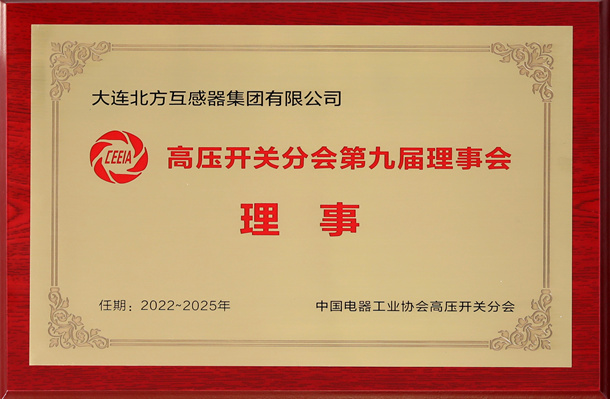 大连北方互感器集团有限公司
CEEIA
高压开关分会第九届理事会
理 事
任期：2022~2025年
中国电器工业协会高压开关分会